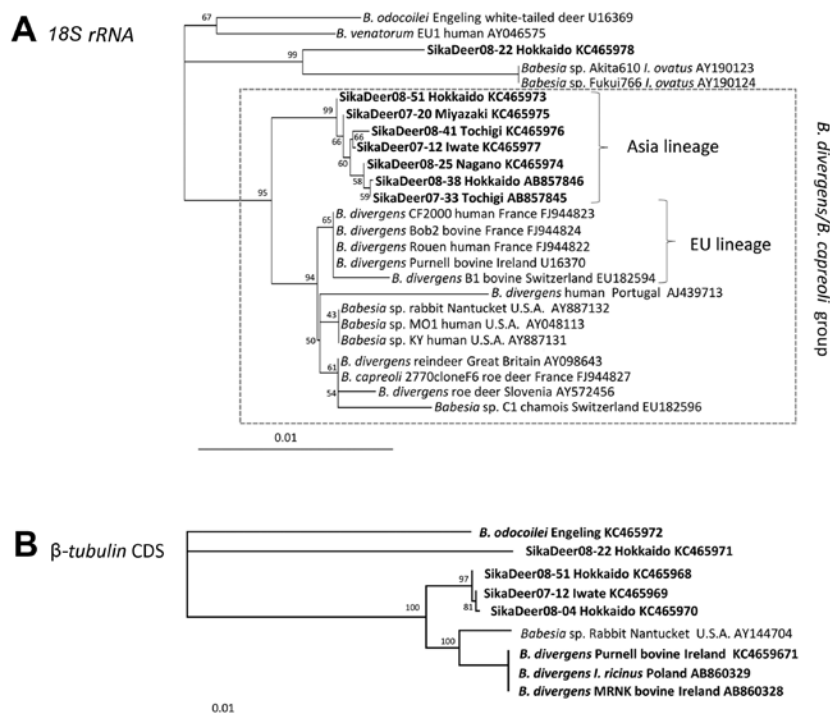 A 18S rRNA
67
B. odocoilei Engeling white-tailed deer U16369
B. venatorum EU1 human AY046575
SikaDeer08-22 Hokkaido KC465978
99
Babesia sp. Akita610 I. ovatus AY190123
Babesia sp. Fukui766 I. ovatus AY190124
SikaDeer08-51 Hokkaido KC465973
99
SikaDeer07-20 Miyazaki KC465975
SikaDeer08-41 Tochigi KC465976
66
66
SikaDeer07-12 Iwate KC465977
Asia lineage
60
SikaDeer08-25 Nagano KC465974
58
SikaDeer08-38 Hokkaido AB857846
95
59
SikaDeer07-33 Tochigi AB857845
B. divergens CF2000 human France FJ944823
65
B. divergens Bob2 bovine France FJ944824
B. divergens Rouen human France FJ944822
EU lineage
B. divergens Purnell bovine Ireland U16370
94
B. divergens B1 bovine Switzerland EU182594
B. divergens human Portugal AJ439713
Babesia sp. rabbit Nantucket U.S.A. AY887132
43
Babesia sp. MO1 human U.S.A. AY048113
50
Babesia sp. KY human U.S.A. AY887131
B. divergens reindeer Great Britain AY098643
61
B. capreoli 2770cloneF6 roe deer France FJ944827
54
B. divergens roe deer Slovenia AY572456
Babesia sp. C1 chamois Switzerland EU182596
B. divergens/B. capreoli group
0.01
B β-tubulin CDS
B. odocoilei Engeling KC465972
SikaDeer08-22 Hokkaido KC465971
97
SikaDeer08-51 Hokkaido KC465968
SikaDeer07-12 Iwate KC465969
100
81
SikaDeer08-04 Hokkaido KC465970
Babesia sp. Rabbit Nantucket U.S.A. AY144704
100
B. divergens Purnell bovine Ireland KC4659671
B. divergens I. ricinus Poland AB860329
B. divergens MRNK bovine Ireland AB860328
0.01